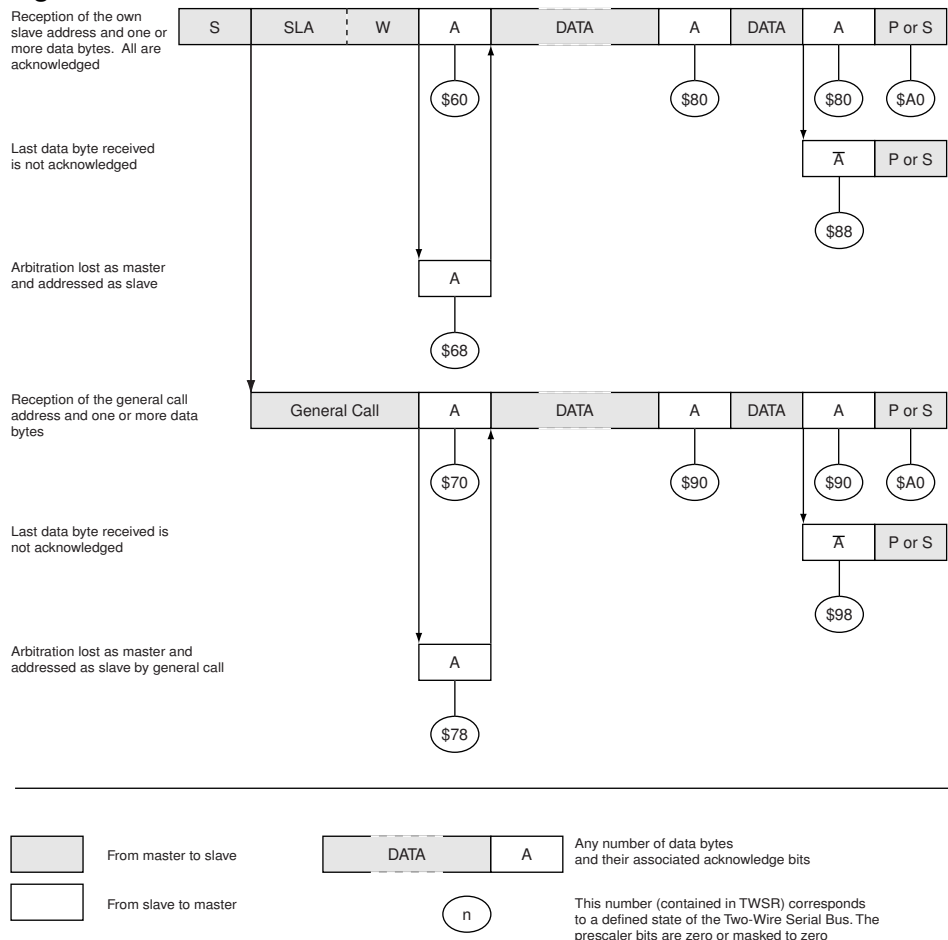 Reception of the own
slave address and one or
more data bytes. All are
acknowledged
S SLA W A DATA A DATA A P or S
$60 $80 $80 $A0
Last data byte received
is not acknowledged
A̅ P or S
$88
Arbitration lost as master
and addressed as slave
A
$68
Reception of the general call
address and one or more data
bytes
General Call A DATA A DATA A P or S
$70 $90 $90 $A0
Last data byte received is
not acknowledged
A̅ P or S
$98
Arbitration lost as master and
addressed as slave by general call
A
$78
From master to slave
DATA A
Any number of data bytes
and their associated acknowledge bits
From slave to master
n
This number (contained in TWSR) corresponds
to a defined state of the Two-Wire Serial Bus. The
prescaler bits are zero or masked to zero